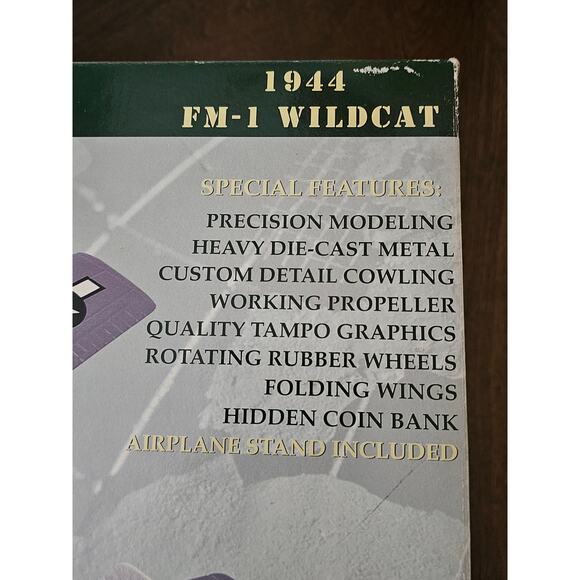 1944
FM-1 WILDCAT
SPECIAL FEATURES:
PRECISION MODELING
HEAVY DIE-CAST METAL
CUSTOM DETAIL COWLING
WORKING PROPELLER
QUALITY TAMPO GRAPHICS
ROTATING RUBBER WHEELS
FOLDING WINGS
HIDDEN COIN BANK
AIRPLANE STAND INCLUDED